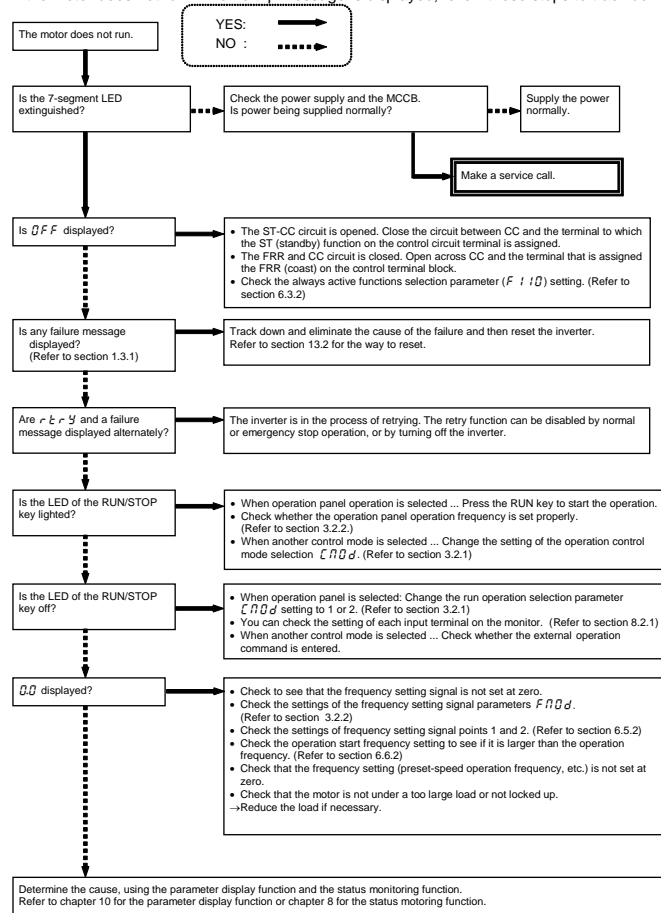 YES:
NO :
The motor does not run.
Is the 7-segment LED
extinguished?
Check the power supply and the MCCB.
Is power being supplied normally?
Supply the power
normally.
Make a service call.
Is OFF displayed?
• The ST-CC circuit is opened. Close the circuit between CC and the terminal to which
the ST (standby) function on the control circuit terminal is assigned.
• The FRR and CC circuit is closed. Open across CC and the terminal that is assigned
the FRR (coast) on the control terminal block.
• Check the always active functions selection parameter (F110) setting. (Refer to
section 6.3.2)
Is any failure message
displayed?
(Refer to section 1.3.1)
Track down and eliminate the cause of the failure and then reset the inverter.
Refer to section 13.2 for the way to reset.
Are rtry and a failure
message displayed alternately?
The inverter is in the process of retrying. The retry function can be disabled by normal
or emergency stop operation, or by turning off the inverter.
Is the LED of the RUN/STOP
key lighted?
• When operation panel operation is selected ... Press the RUN key to start the operation.
• Check whether the operation panel operation frequency is set properly.
(Refer to section 3.2.2.)
• When another control mode is selected ... Change the setting of the operation control
mode selection CMOd. (Refer to section 3.2.1)
Is the LED of the RUN/STOP
key off?
• When operation panel is selected: Change the run operation selection parameter
CMOd setting to 1 or 2. (Refer to section 3.2.1)
• You can check the setting of each input terminal on the monitor. (Refer to section 8.2.1)
• When another control mode is selected ... Check whether the external operation
command is entered.
0.0 displayed?
• Check to see that the frequency setting signal is not set at zero.
• Check the settings of the frequency setting signal parameters FMOd.
(Refer to section 3.2.2)
• Check the settings of frequency setting signal points 1 and 2. (Refer to section 6.5.2)
• Check the operation start frequency setting to see if it is larger than the operation
frequency. (Refer to section 6.6.2)
• Check that the frequency setting (preset-speed operation frequency, etc.) is not set at
zero.
• Check that the motor is not under a too large load or not locked up.
→Reduce the load if necessary.
Determine the cause, using the parameter display function and the status monitoring function.
Refer to chapter 10 for the parameter display function or chapter 8 for the status motoring function.